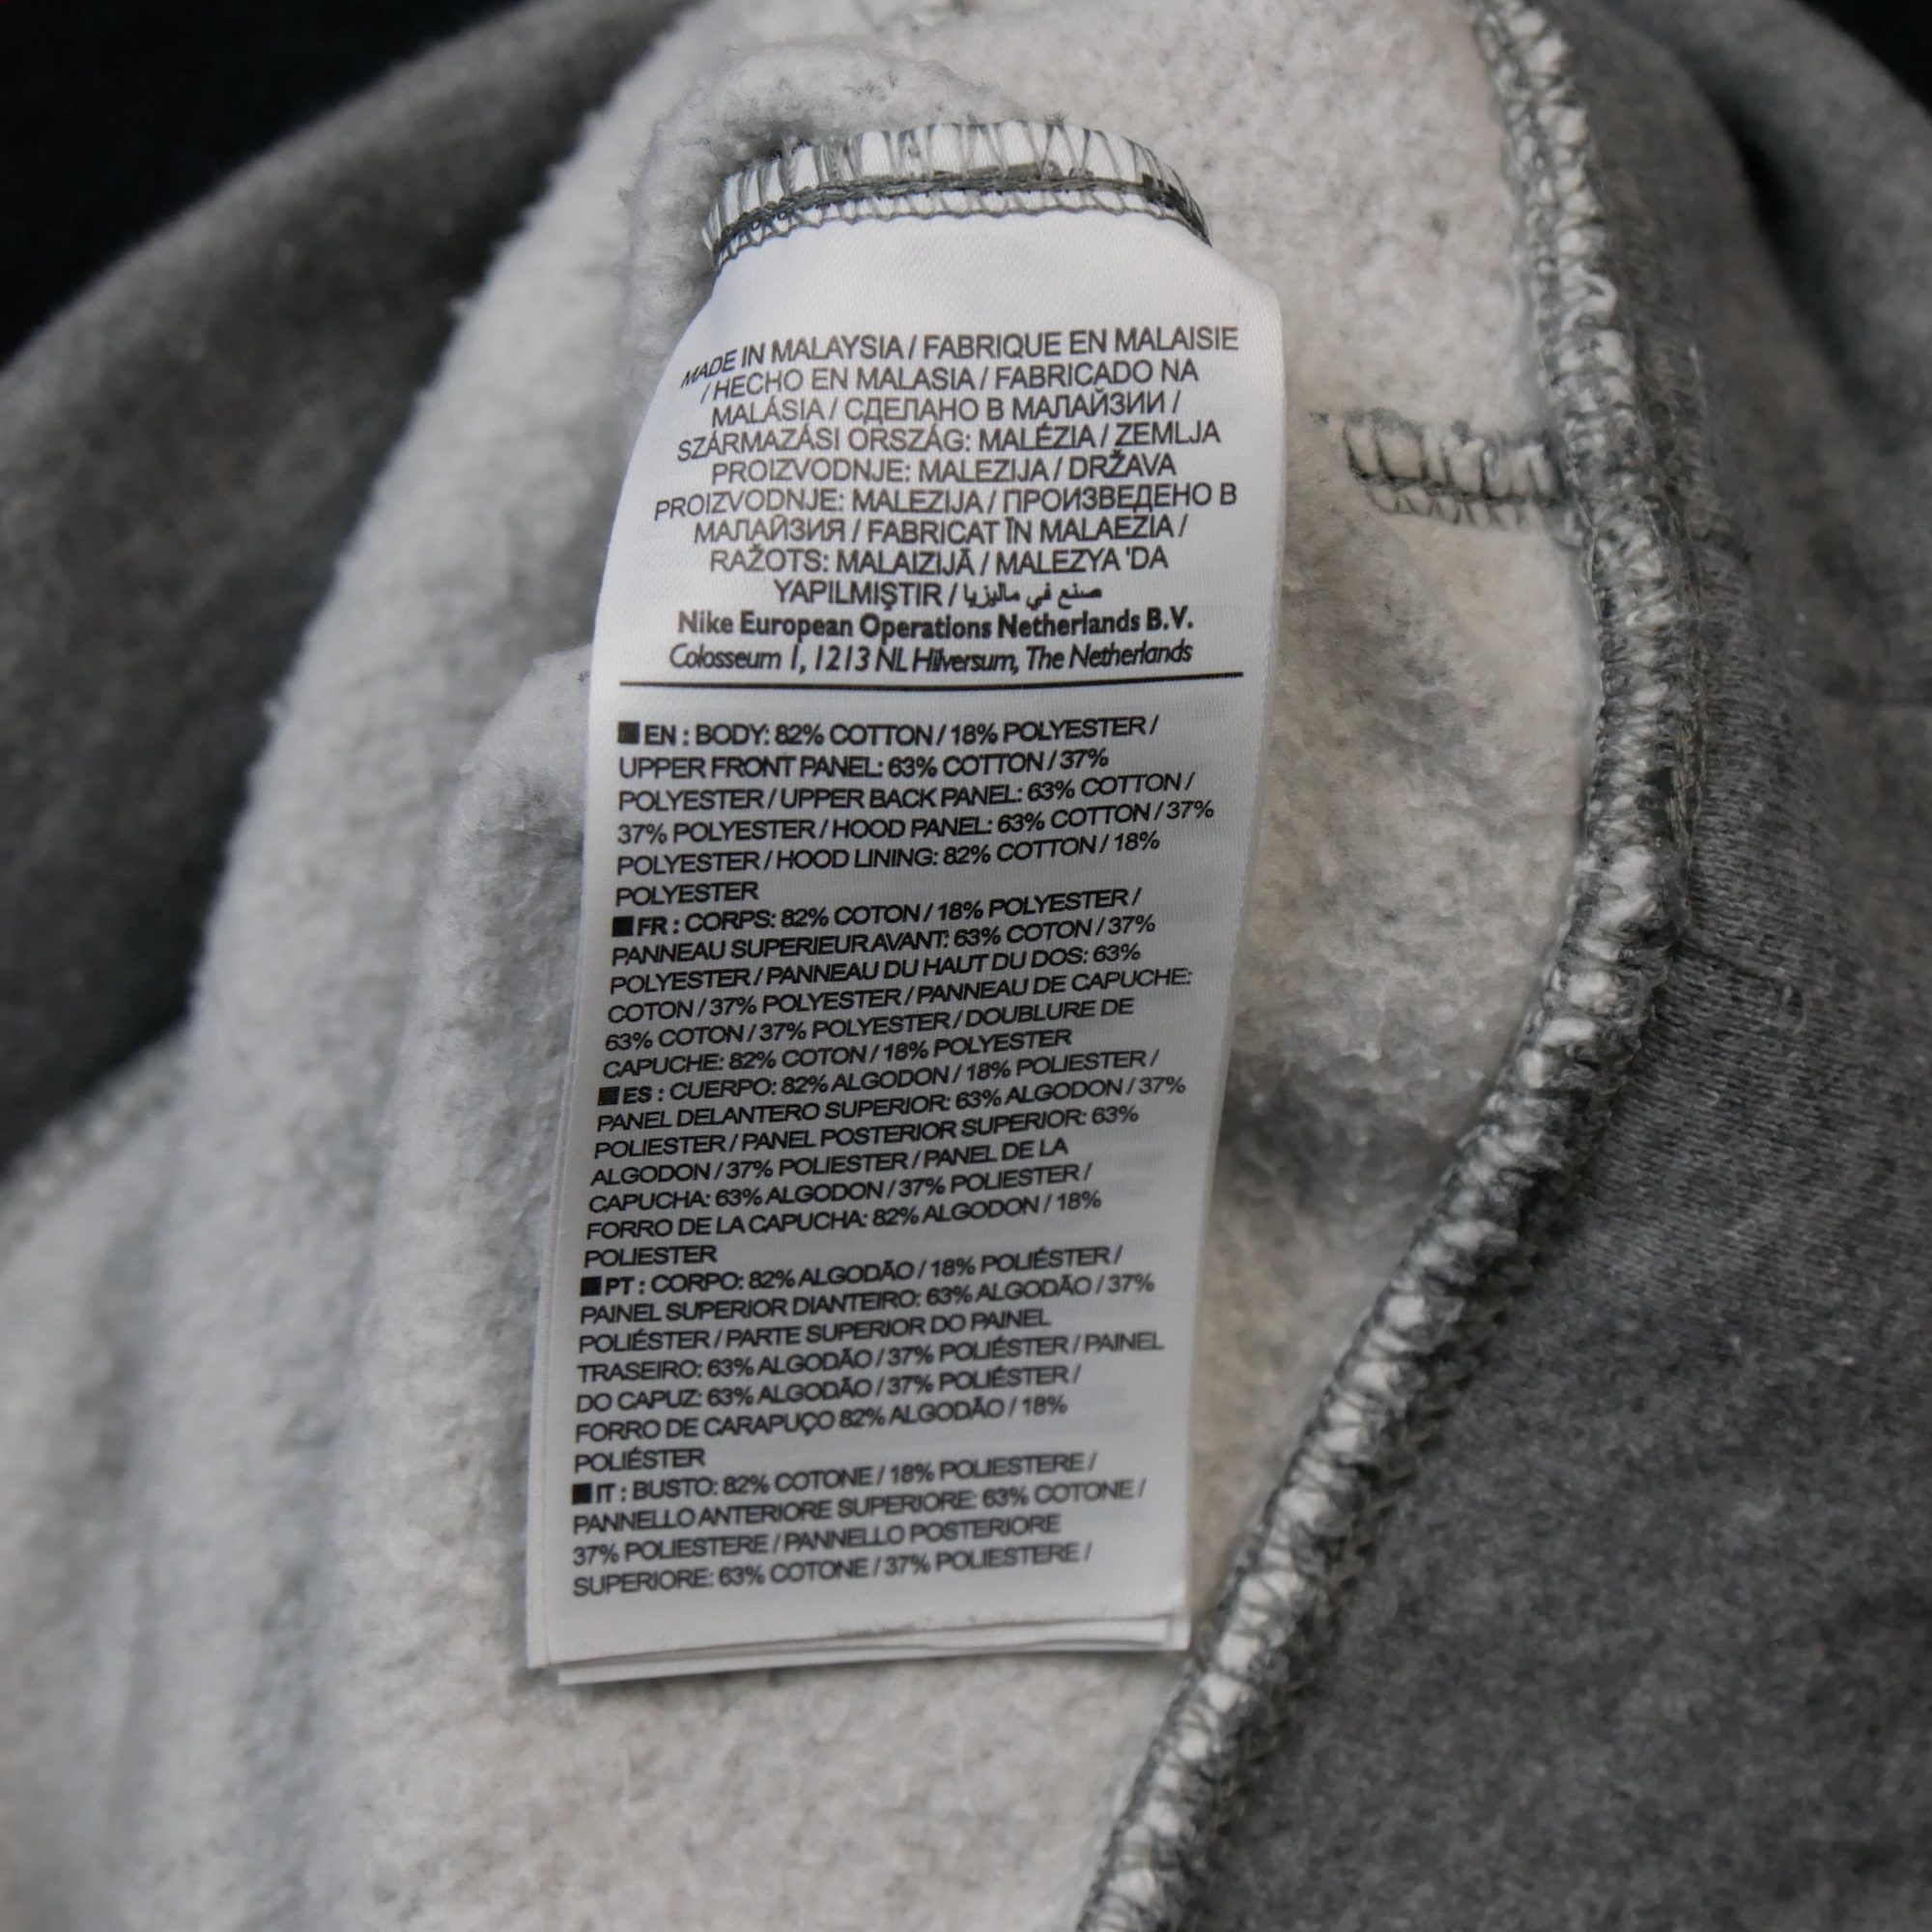 MADE IN MALAYSIA / FABRIQUE EN MALAISIE
/ HECHO EN MALASIA / FABRICADO NA
MALÁSIA / СДЕЛАНО В МАЛАЙЗИИ /
SZÁRMAZÁSI ORSZÁG: MALÉZIA / ZEMLJA
PROIZVODNJE: MALEZIJA / DRŽAVA
PROIZVODNJE: MALEZIJA / ПРОИЗВЕДЕНО В
МАЛАЙЗИЯ / FABRICAT ÎN MALAEZIA /
RAŽOTS: MALAIZIJĀ / MALEZYA 'DA
YAPILMIŞTIR / صنع في ماليزيا
Nike European Operations Netherlands B.V.
Colosseum 1, 1213 NL Hilversum, The Netherlands
EN : BODY: 82% COTTON / 18% POLYESTER /
UPPER FRONT PANEL: 63% COTTON / 37%
POLYESTER / UPPER BACK PANEL: 63% COTTON /
37% POLYESTER / HOOD PANEL: 63% COTTON / 37%
POLYESTER / HOOD LINING: 82% COTTON / 18%
POLYESTER
FR : CORPS: 82% COTON / 18% POLYESTER /
PANNEAU SUPERIEUR AVANT: 63% COTON / 37%
POLYESTER / PANNEAU DU HAUT DU DOS: 63%
COTON / 37% POLYESTER / PANNEAU DE CAPUCHE:
63% COTON / 37% POLYESTER / DOUBLURE DE
CAPUCHE: 82% COTON / 18% POLYESTER
ES : CUERPO: 82% ALGODON / 18% POLIESTER /
PANEL DELANTERO SUPERIOR: 63% ALGODON / 37%
POLIESTER / PANEL POSTERIOR SUPERIOR: 63%
ALGODON / 37% POLIESTER / PANEL DE LA
CAPUCHA: 63% ALGODON / 37% POLIESTER /
FORRO DE LA CAPUCHA: 82% ALGODON / 18%
POLIESTER
PT : CORPO: 82% ALGODÃO / 18% POLIÉSTER /
PAINEL SUPERIOR DIANTEIRO: 63% ALGODÃO / 37%
POLIÉSTER / PARTE SUPERIOR DO PAINEL
TRASEIRO: 63% ALGODÃO / 37% POLIÉSTER / PAINEL
DO CAPUZ: 63% ALGODÃO / 37% POLIÉSTER /
FORRO DE CARAPUÇO 82% ALGODÃO / 18%
POLIÉSTER
IT : BUSTO: 82% COTONE / 18% POLIESTERE /
PANNELLO ANTERIORE SUPERIORE: 63% COTONE /
37% POLIESTERE / PANNELLO POSTERIORE
SUPERIORE: 63% COTONE / 37% POLIESTERE /